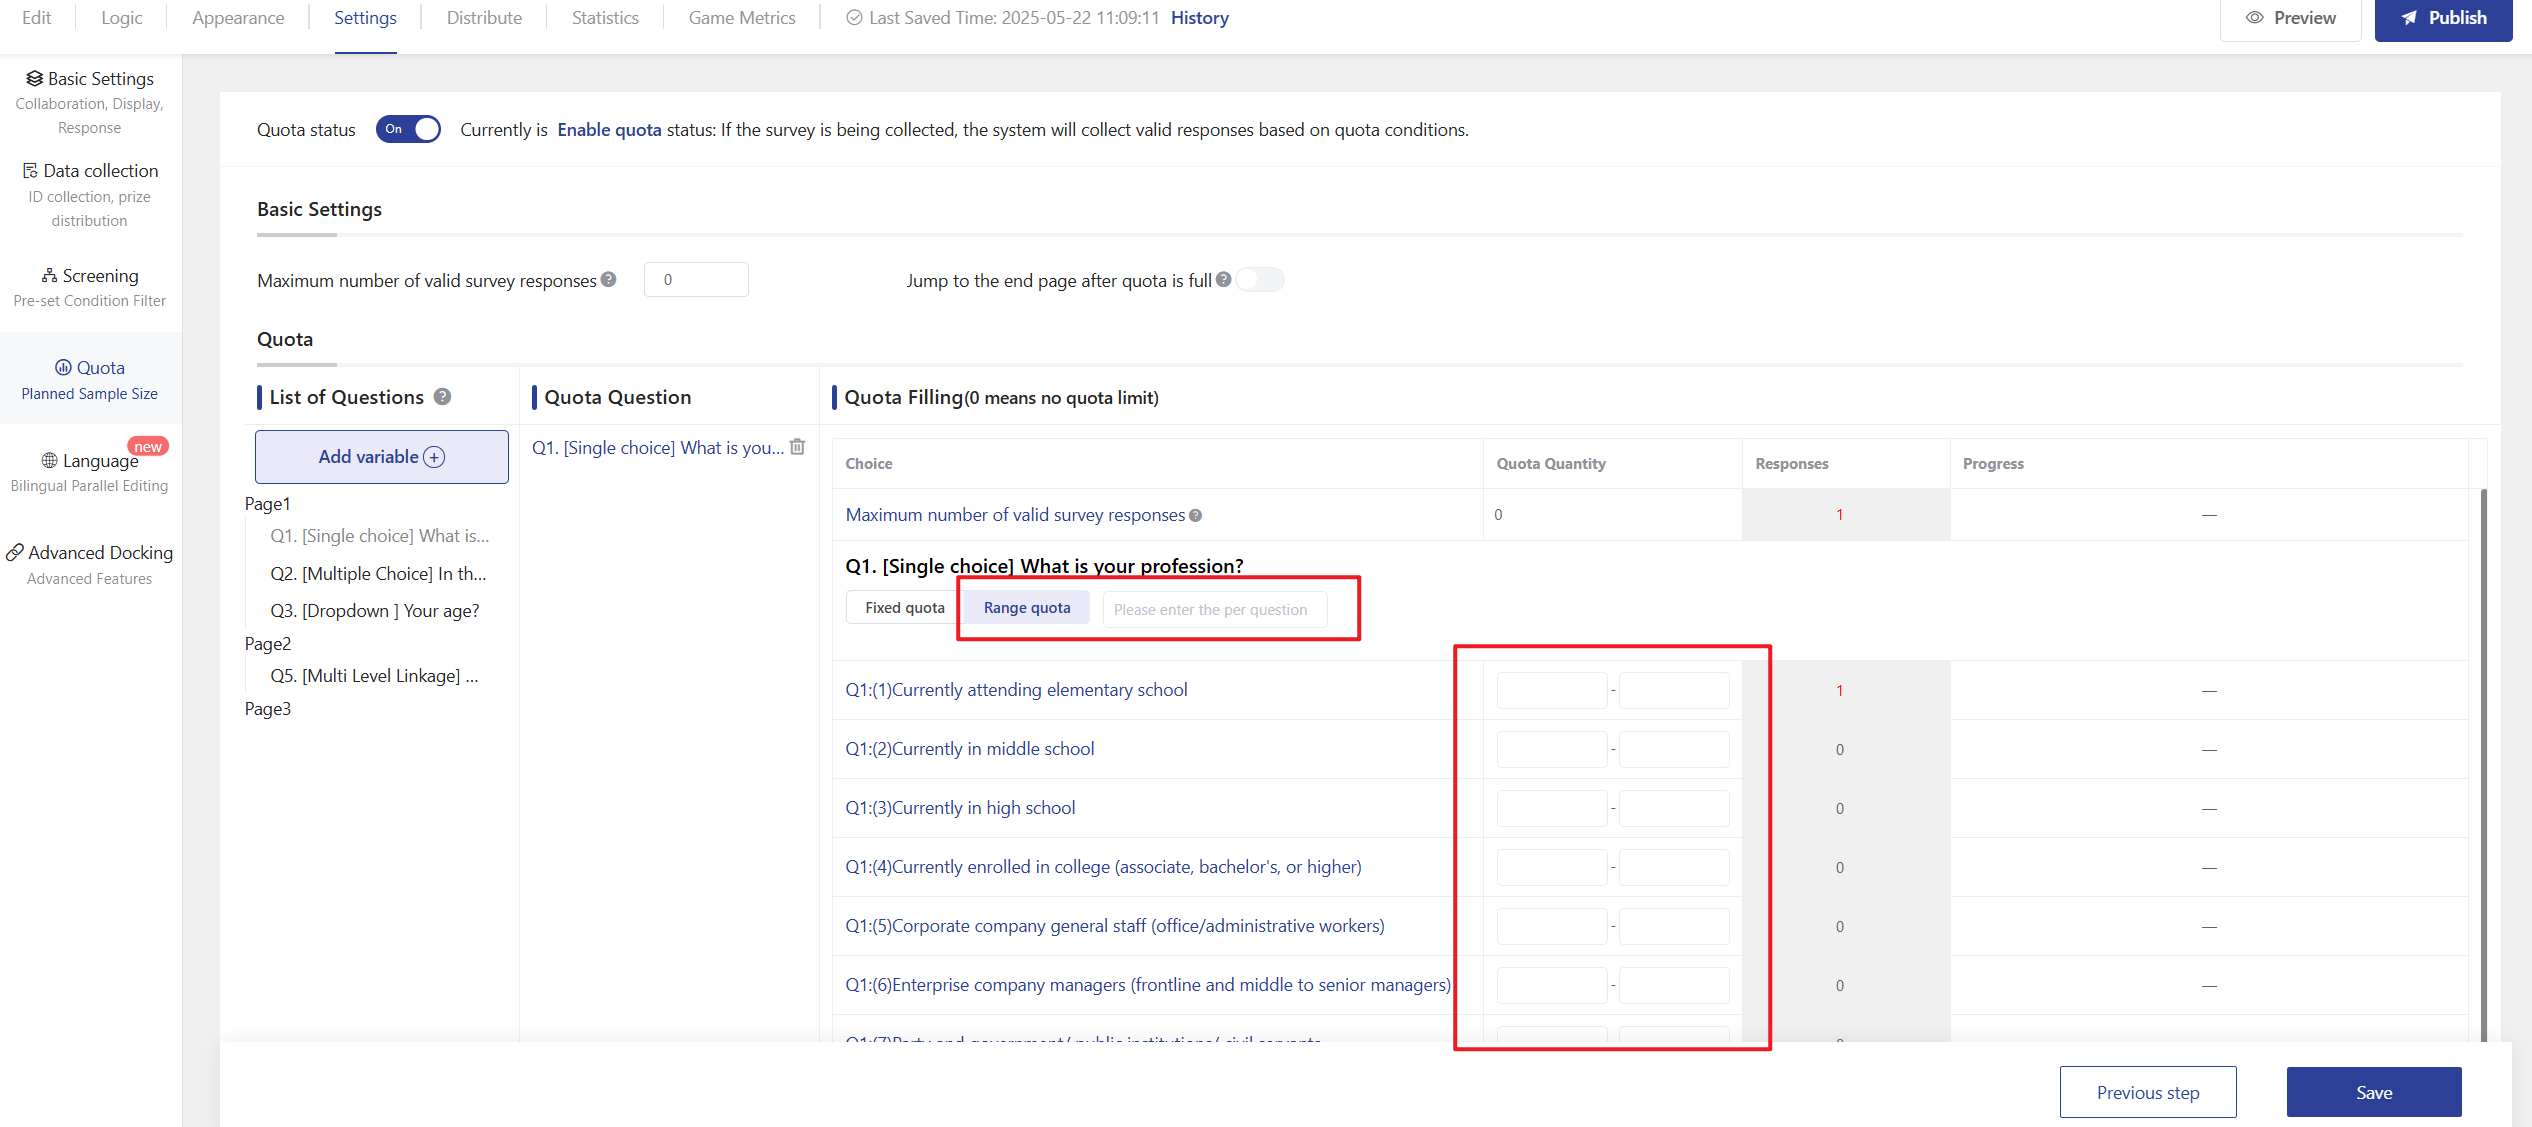 Edit
Logic
Appearance
Settings
Distribute
Statistics
Game Metrics
Last Saved Time: 2025-05-22 11:09:11 History
Preview
Publish
Basic Settings
Collaboration, Display,
Response
Data collection
ID collection, prize
distribution
Screening
Pre-set Condition Filter
Quota
Planned Sample Size
new
Language
Bilingual Parallel Editing
Advanced Docking
Advanced Features
Quota status On Currently is Enable quota status: If the survey is being collected, the system will collect valid responses based on quota conditions.
Basic Settings
Maximum number of valid survey responses 0
Jump to the end page after quota is full
Quota
List of Questions
Add variable
Page1
Q1. [Single choice] What is...
Q2. [Multiple Choice] In th...
Q3. [Dropdown ] Your age?
Page2
Q5. [Multi Level Linkage] ...
Page3
Quota Question
Q1. [Single choice] What is you...
Quota Filling(0 means no quota limit)
Choice Quota Quantity Responses Progress
Maximum number of valid survey responses 0 1 —
Q1. [Single choice] What is your profession?
Fixed quota Range quota Please enter the per question
Q1:(1)Currently attending elementary school - 1 —
Q1:(2)Currently in middle school - 0 —
Q1:(3)Currently in high school - 0 —
Q1:(4)Currently enrolled in college (associate, bachelor's, or higher) - 0 —
Q1:(5)Corporate company general staff (office/administrative workers) - 0 —
Q1:(6)Enterprise company managers (frontline and middle to senior managers) - 0 —
Q1:(7)Party and government/ public institutions/ civil servants
Previous step
Save